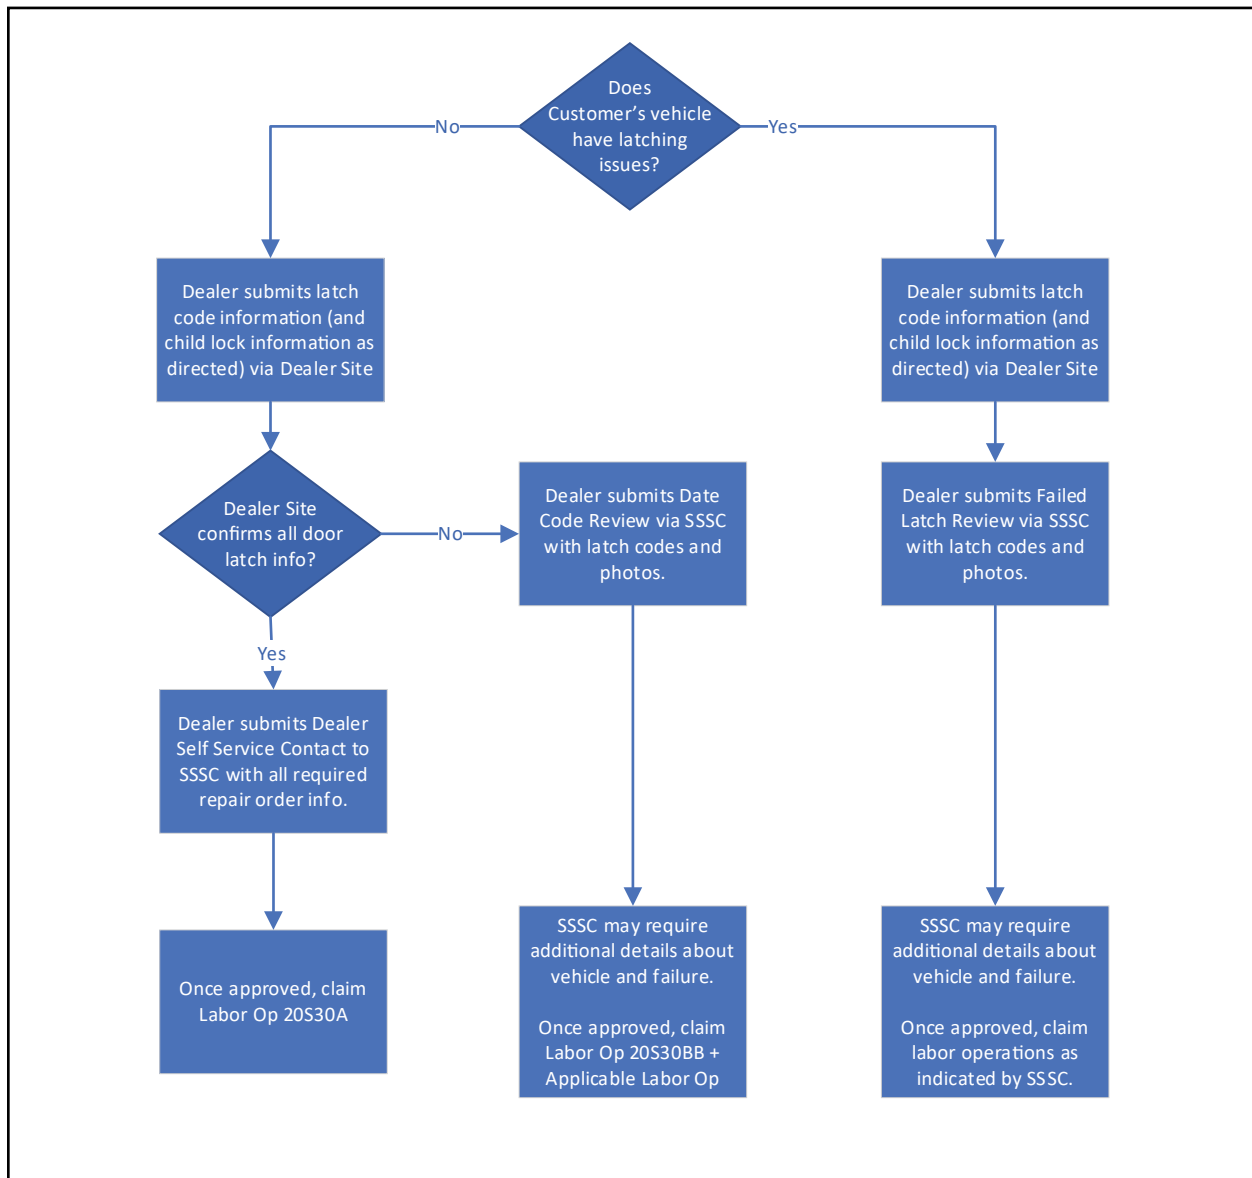 Does
Customer’s vehicle
have latching
issues?
No
Yes
Dealer submits latch
code information (and
child lock information as
directed) via Dealer Site
Dealer submits latch
code information (and
child lock information as
directed) via Dealer Site
Dealer Site
confirms all door
latch info?
No
Dealer submits Date
Code Review via SSSC
with latch codes and
photos.
Dealer submits Failed
Latch Review via SSSC
with latch codes and
photos.
Yes
Dealer submits Dealer
Self Service Contact to
SSSC with all required
repair order info.
Once approved, claim
Labor Op 20S30A
SSSC may require
additional details about
vehicle and failure.
Once approved, claim
Labor Op 20S30BB +
Applicable Labor Op
SSSC may require
additional details about
vehicle and failure.
Once approved, claim
labor operations as
indicated by SSSC.